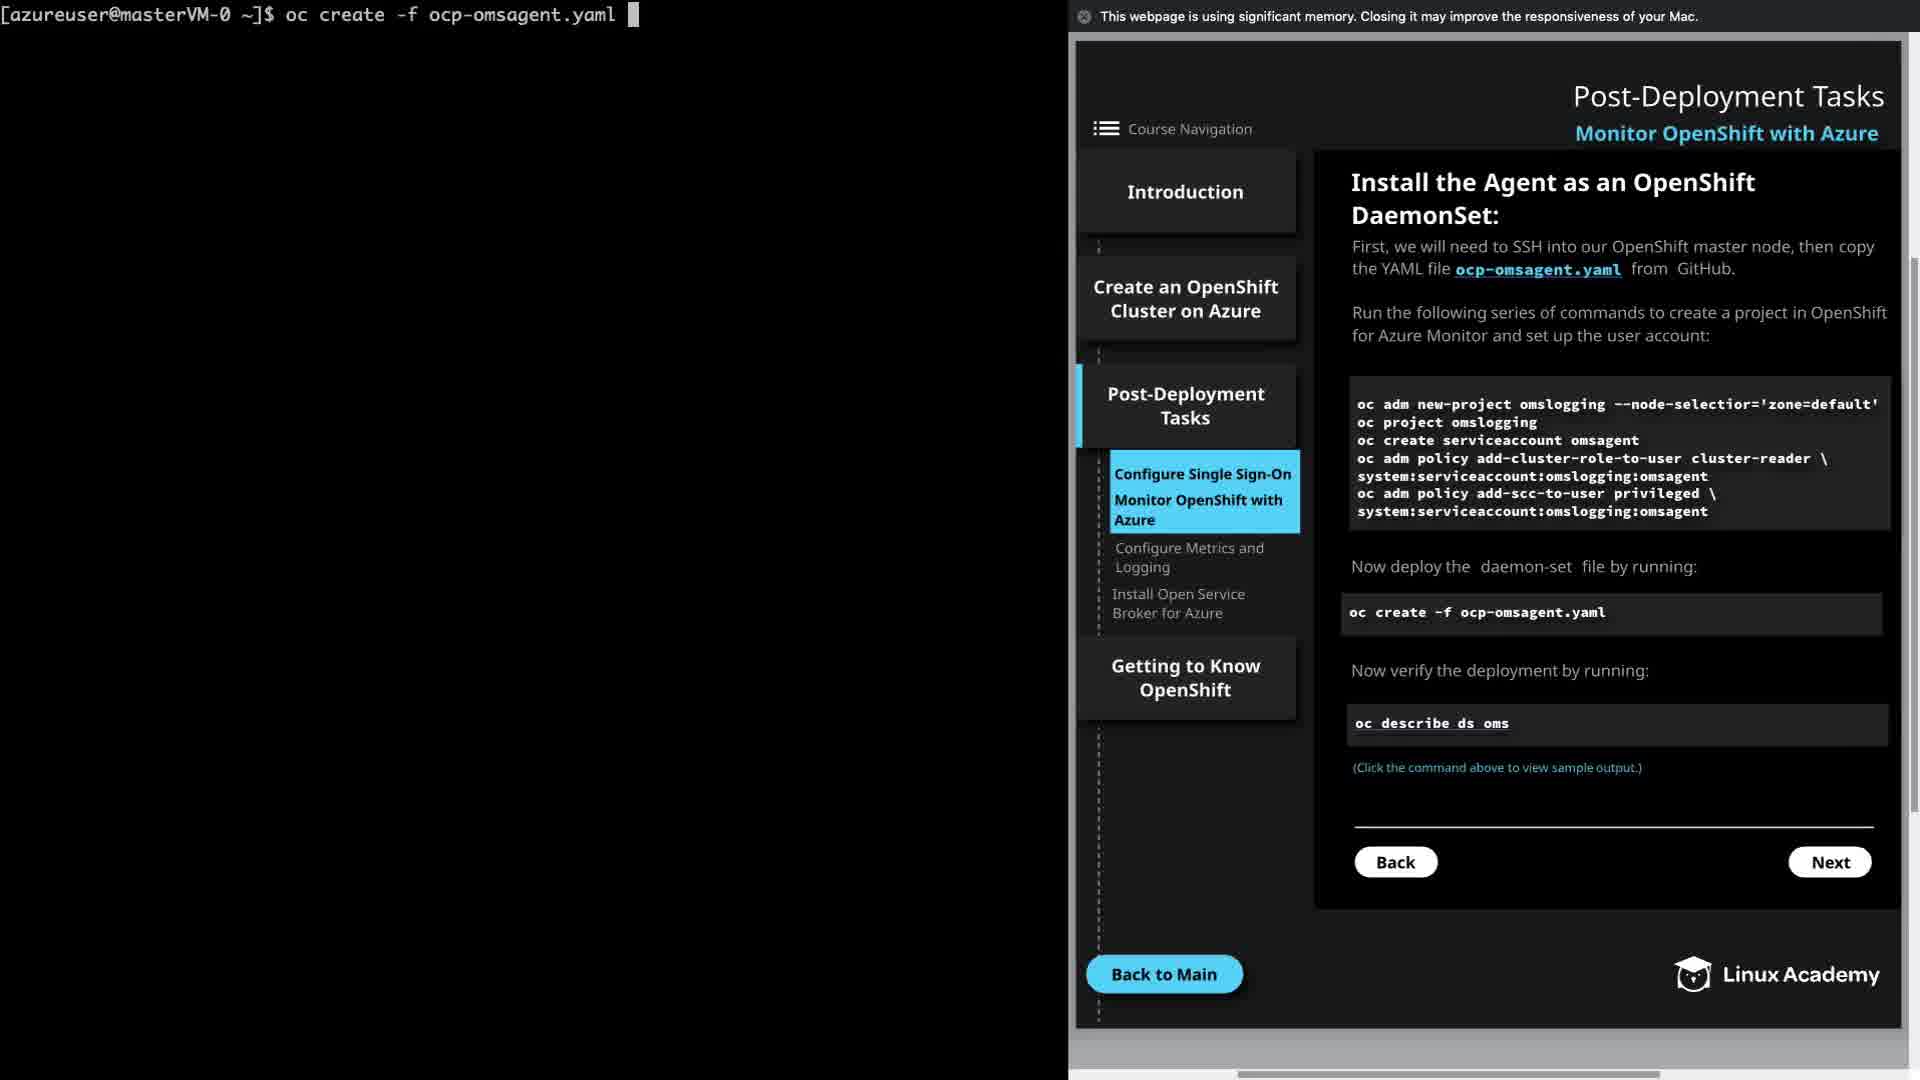 [azureuser@masterVM-0 ~]$ oc create -f ocp-omsagent.yaml
This webpage is using significant memory. Closing it may improve the responsiveness of your Mac.
Post-Deployment Tasks
Monitor OpenShift with Azure
Course Navigation
Introduction
Create an OpenShift
Cluster on Azure
Post-Deployment
Tasks
Configure Single Sign-On
Monitor OpenShift with
Azure
Configure Metrics and
Logging
Install Open Service
Broker for Azure
Getting to Know
OpenShift
Back to Main
Install the Agent as an OpenShift
DaemonSet:
First, we will need to SSH into our OpenShift master node, then copy
the YAML file ocp-omsagent.yaml from GitHub.
Run the following series of commands to create a project in OpenShift
for Azure Monitor and set up the user account:
oc adm new-project omslogging --node-selectior='zone=default'
oc project omslogging
oc create serviceaccount omsagent
oc adm policy add-cluster-role-to-user cluster-reader \
system:serviceaccount:omslogging:omsagent
oc adm policy add-scc-to-user privileged \
system:serviceaccount:omslogging:omsagent
Now deploy the daemon-set file by running:
oc create -f ocp-omsagent.yaml
Now verify the deployment by running:
oc describe ds oms
(Click the command above to view sample output.)
Back
Next
Linux Academy